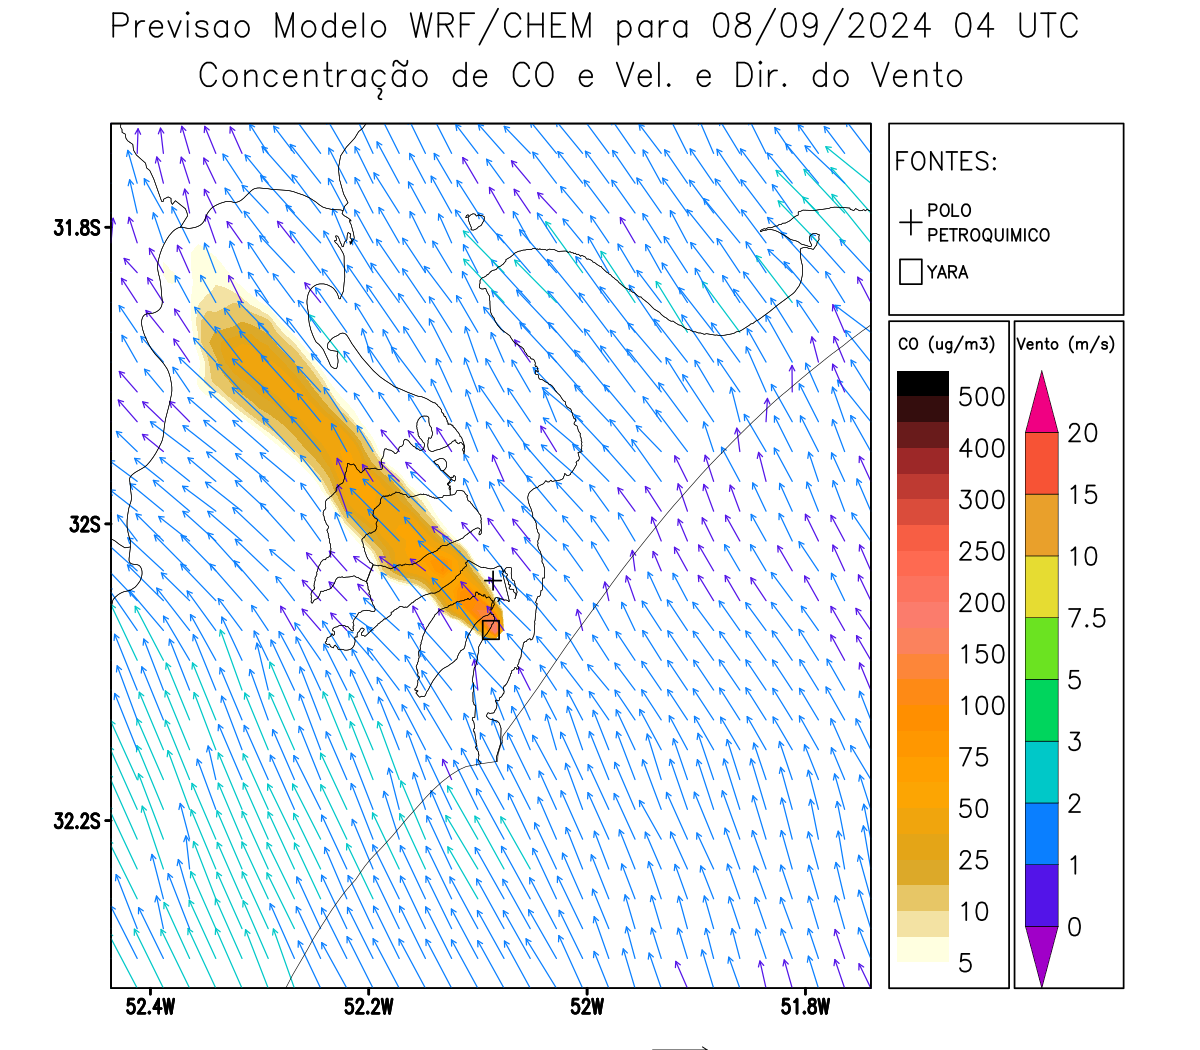 Previsao Modelo WRF/CHEM para 08/09/2024 04 UTC
Concentração de CO e Vel. e Dir. do Vento
FONTES:
POLO
PETROQUIMICO
YARA
CO (ug/m3)
500
400
300
250
200
150
100
75
50
25
10
5
Vento (m/s)
20
15
10
7.5
5
3
2
1
0
31.8S
32S
32.2S
52.4W
52.2W
52W
51.8W